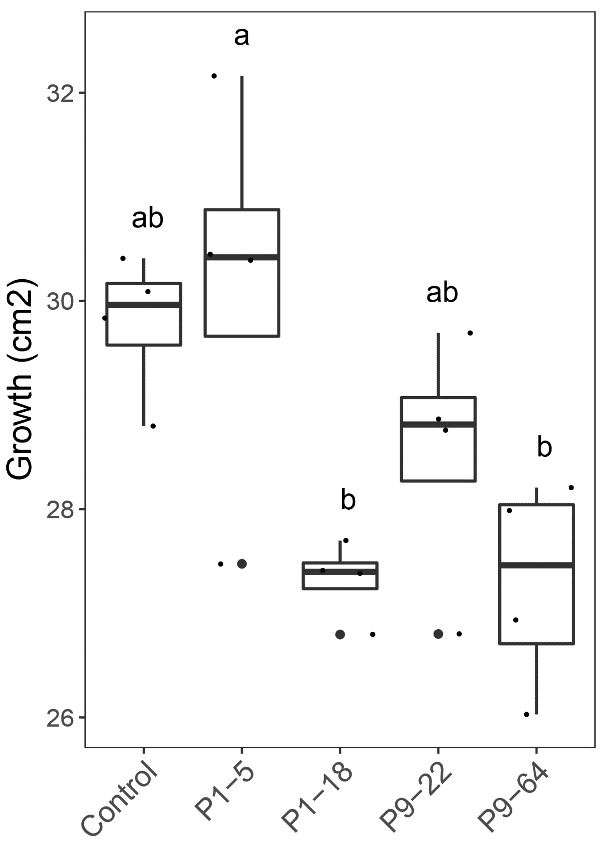 a
32
ab
ab
30
Growth (cm2)
b
b
28
26
Control
P1−5
P1−18
P9−22
P9−64